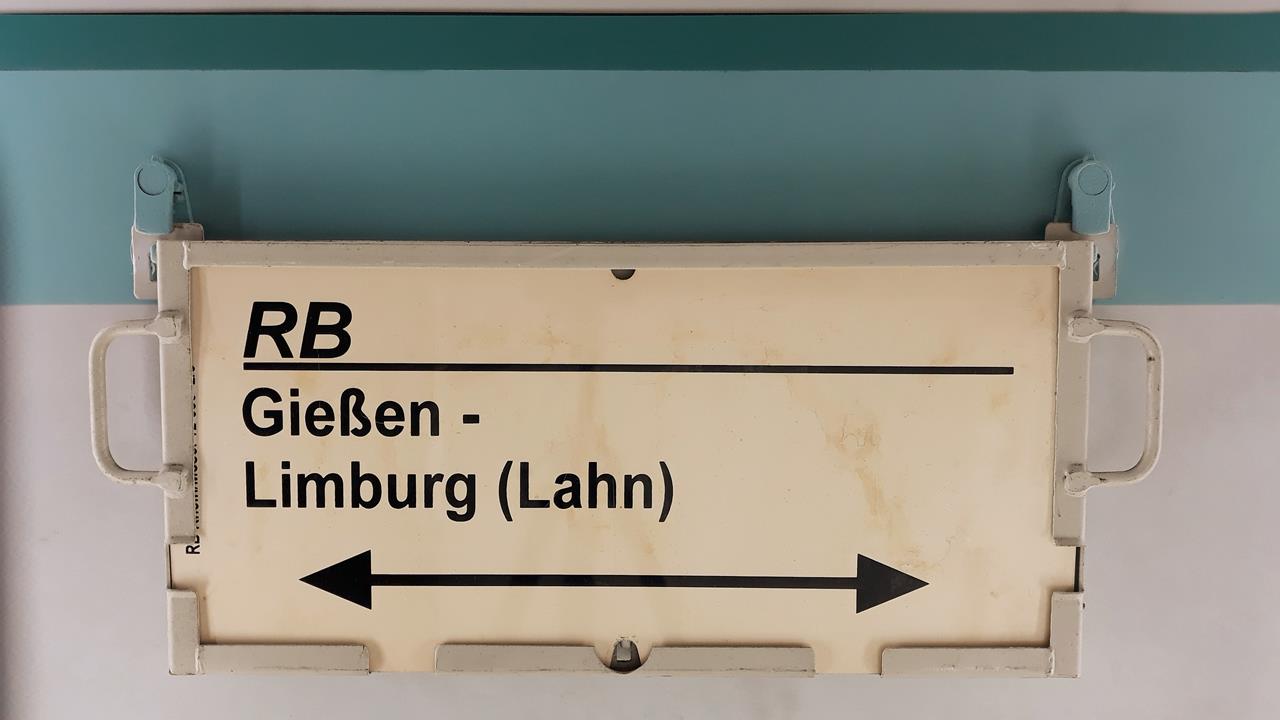 RB
Gießen -
Limburg (Lahn)